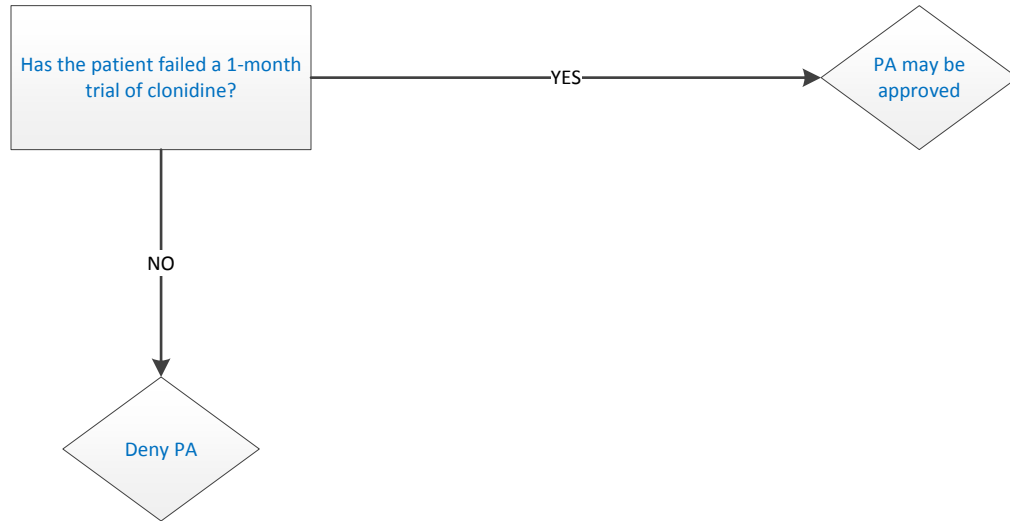 Has the patient failed a 1-month
trial of clonidine?
YES
PA may be
approved
NO
Deny PA